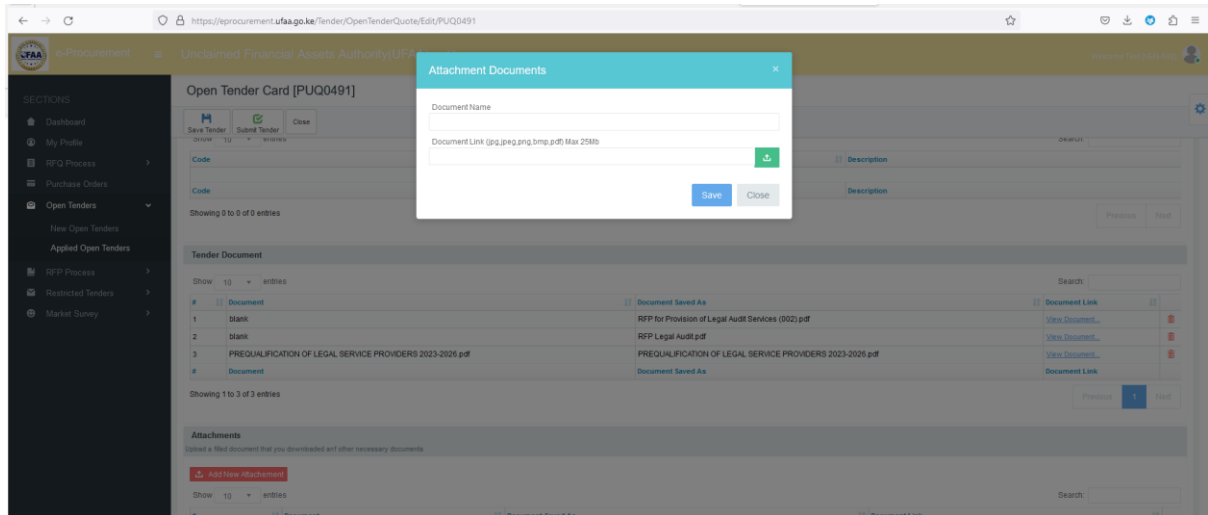 https://eprocurement.ufaa.go.ke/Tender/OpenTenderQuote/Edit/PUQ0491
UFAA
e-Procurement
Unclaimed Financial Assets Authority(UFA
Attachment Documents
×
Document Name
Document Link (jpg,jpeg,png,bmp,pdf) Max 25Mb
Save
Close
SECTIONS
Dashboard
My Profile
RFQ Process
Purchase Orders
Open Tenders
New Open Tenders
Applied Open Tenders
RFP Process
Restricted Tenders
Market Survey
Open Tender Card [PUQ0491]
Save Tender
Submit Tender
Close
Show 10 entries
Search:
Code Description
Code Description
Showing 0 to 0 of 0 entries
Previous Next
Tender Document
Show 10 entries
Search:
# Document Document Saved As Document Link
1 blank RFP for Provision of Legal Audit Services (002).pdf View Document...
2 blank RFP Legal Audit.pdf View Document...
3 PREQUALIFICATION OF LEGAL SERVICE PROVIDERS 2023-2026.pdf PREQUALIFICATION OF LEGAL SERVICE PROVIDERS 2023-2026.pdf View Document...
# Document Document Saved As Document Link
Showing 1 to 3 of 3 entries
Previous 1 Next
Attachments
Upload a filled document that you downloaded anf other necessary documents
Add New Attachement
Show 10 entries
Search: